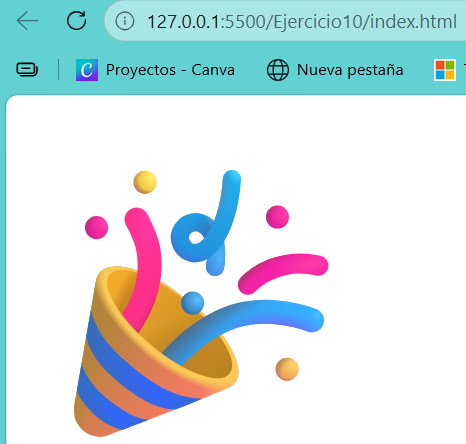 127.0.0.1:5500/Ejercicio10/index.html
Proyectos - Canva Nueva pestaña